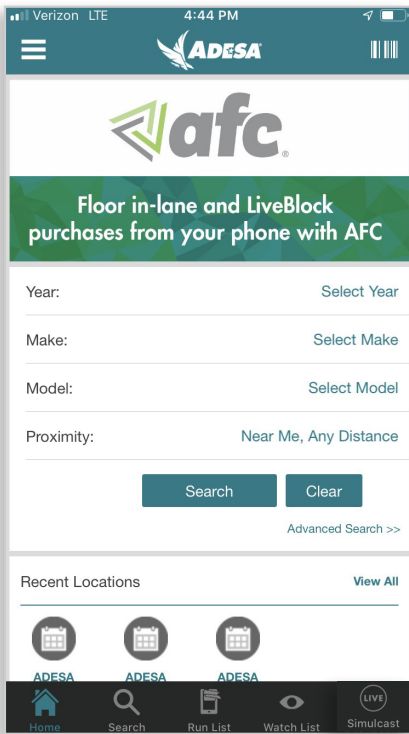 Verizon LTE 4:44 PM
ADESA
afc
Floor in-lane and LiveBlock
purchases from your phone with AFC
Year: Select Year
Make: Select Make
Model: Select Model
Proximity: Near Me, Any Distance
Search Clear
Advanced Search >>
Recent Locations View All
ADESA ADESA ADESA
LIVE
Home Search Run List Watch List Simulcast